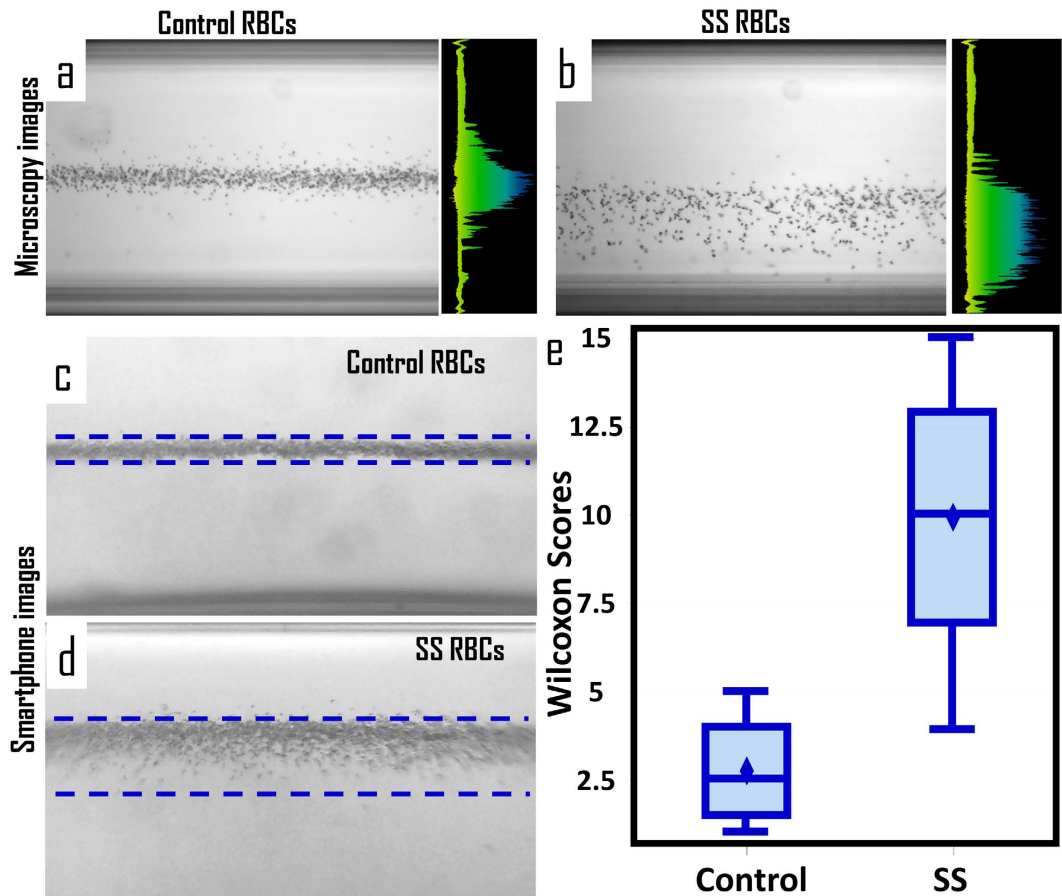 Control RBCs
SS RBCs
Microscopy images
a
b
Smartphone images
c
Control RBCs
d
SS RBCs
e
Wilcoxon Scores
15
12.5
10
7.5
5
2.5
Control
SS